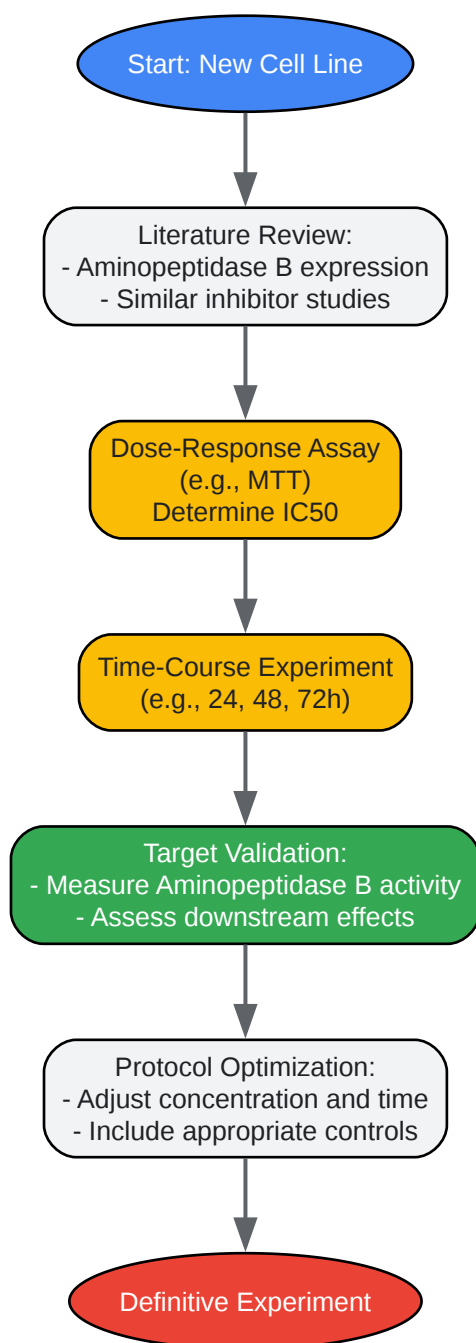 Start: New Cell Line
Literature Review:
- Aminopeptidase B expression
- Similar inhibitor studies
Dose-Response Assay
(e.g., MTT)
Determine IC50
Time-Course Experiment
(e.g., 24, 48, 72h)
Target Validation:
- Measure Aminopeptidase B activity
- Assess downstream effects
Protocol Optimization:
- Adjust concentration and time
- Include appropriate controls
Definitive Experiment